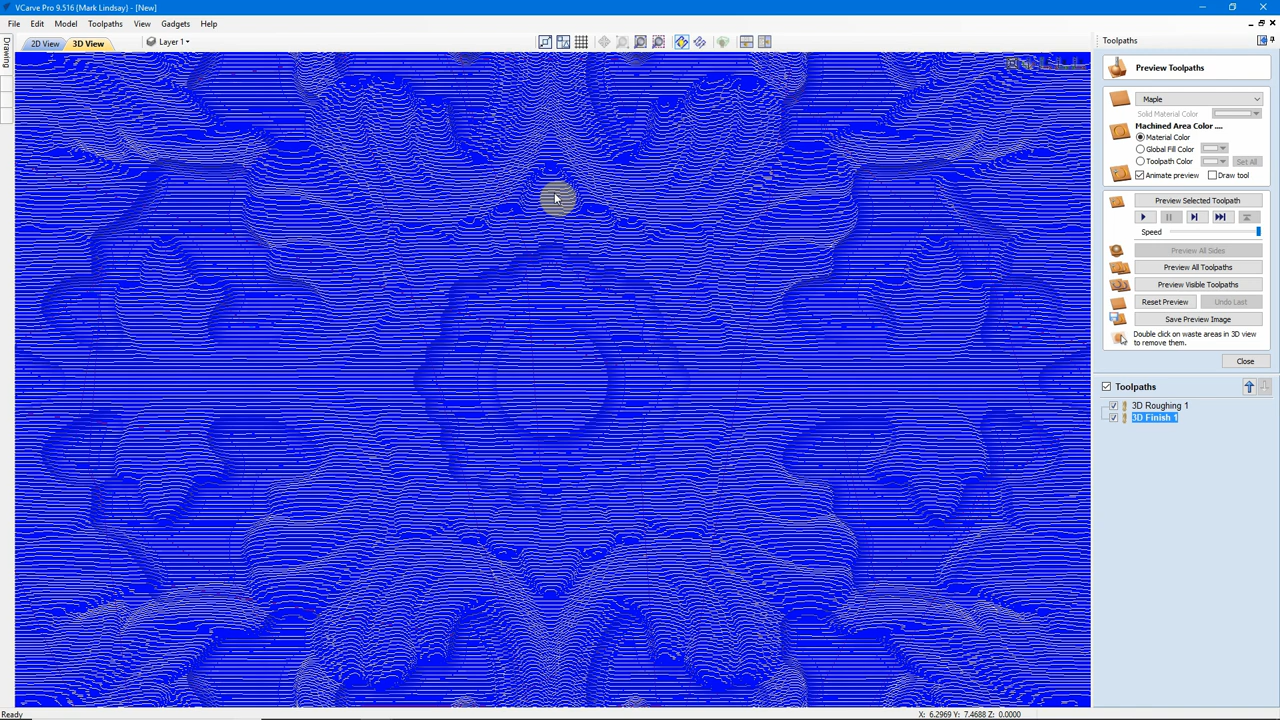 VCarve Pro 9.516 [Mark Lindsay] - [New]
File Edit Model Toolpaths View Gadgets Help
2D View 3D View Layer 1
Drawing
Toolpaths
Preview Toolpaths
Maple
Solid Material Color
Machined Area Color ....
Material Color
Global Fill Color
Toolpath Color Set All
Animate preview Draw tool
Preview Selected Toolpath
Speed
Preview All Sides
Preview All Toolpaths
Preview Visible Toolpaths
Reset Preview Undo Last
Save Preview Image
Double click on waste areas in 3D view
to remove them.
Close
Toolpaths
3D Roughing 1
3D Finish 1
Ready X: 6.2969 Y: 7.4688 Z: 0.0000